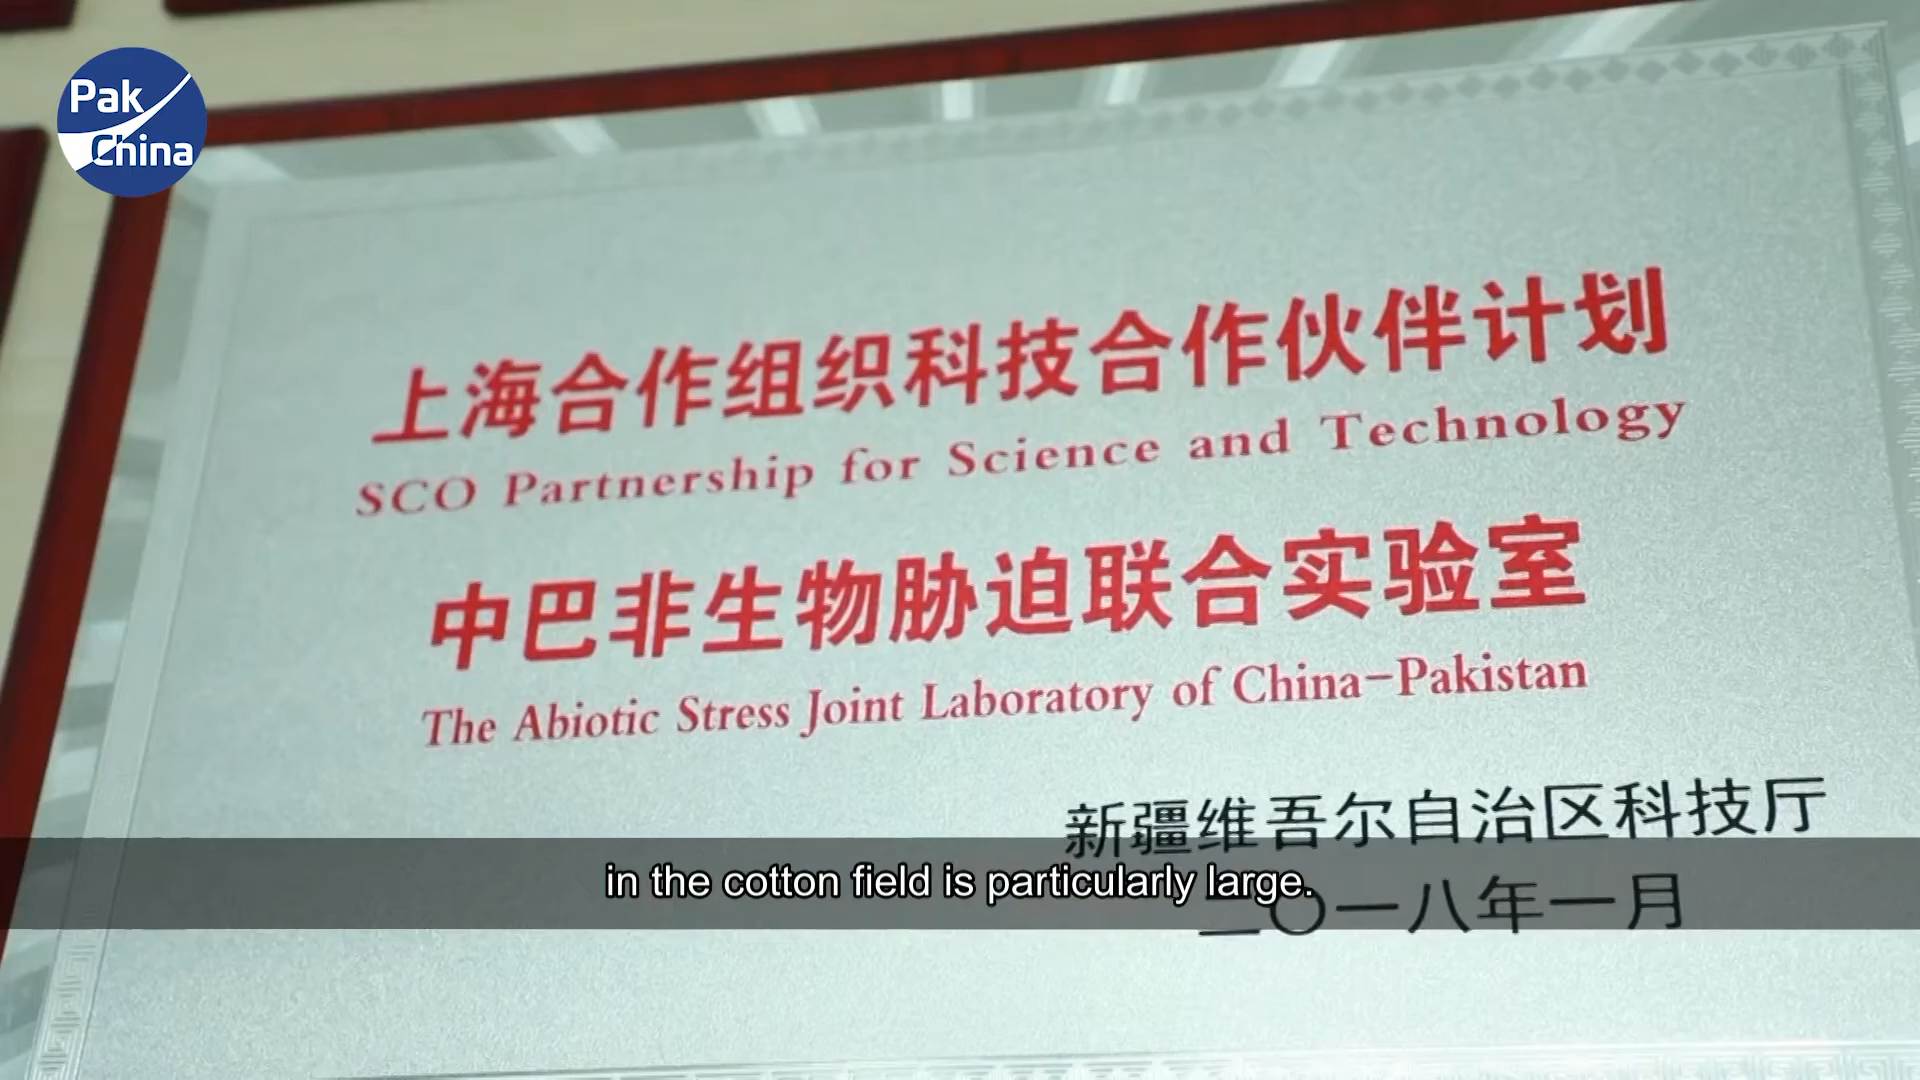 Pak
China
上海合作组织科技合作伙伴计划
SCO Partnership for Science and Technology
中巴非生物胁迫联合实验室
The Abiotic Stress Joint Laboratory of China-Pakistan
新疆维吾尔自治区科技厅
in the cotton field is particularly large.
二〇一八年一月